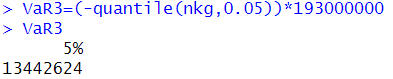 > VaR3=(-quantile(nkg,0.05))*193000000
> VaR3
5%
13442624